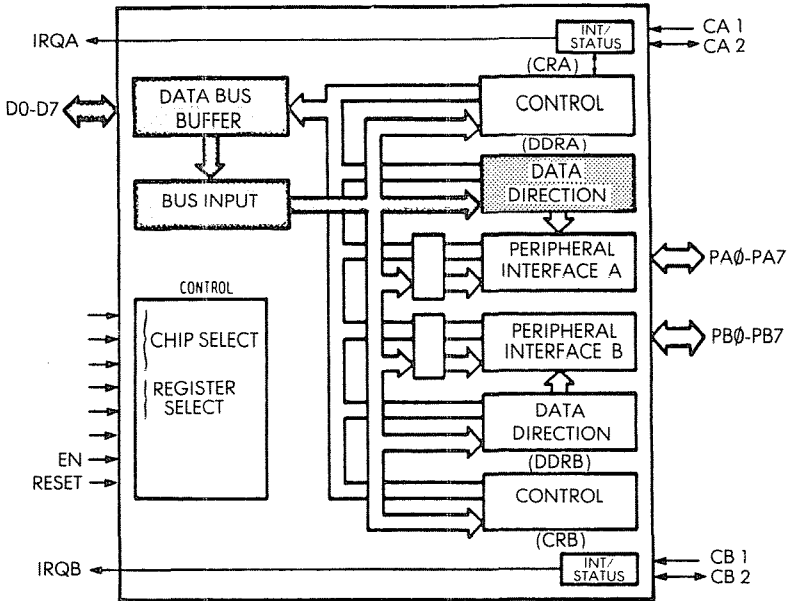 IRQA
INT/
STATUS
CA 1
CA 2
(CRA)
D0-D7
DATA BUS
BUFFER
CONTROL
(DDRA)
DATA
DIRECTION
BUS INPUT
PERIPHERAL
INTERFACE A
PAØ-PA7
CONTROL
CHIP SELECT
PERIPHERAL
INTERFACE B
PBØ-PB7
REGISTER
SELECT
DATA
DIRECTION
EN
(DDRB)
RESET
CONTROL
(CRB)
IRQB
INT/
STATUS
CB 1
CB 2